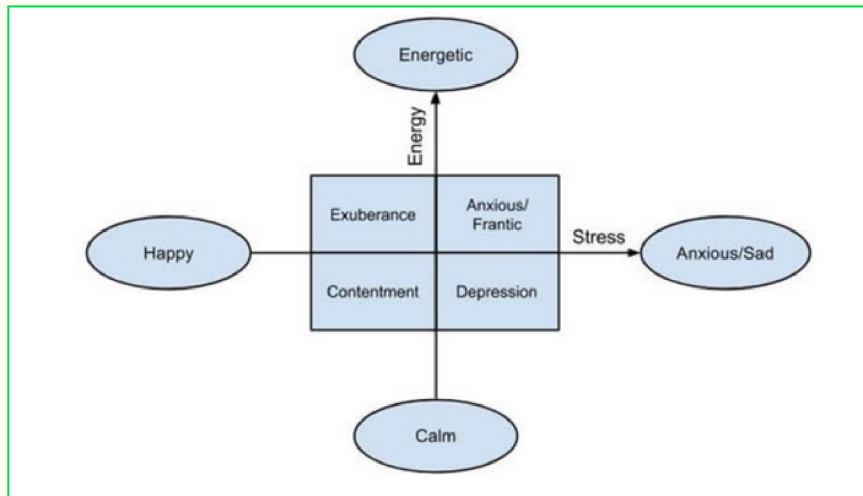 Energetic
Energy
Exuberance
Anxious/
Frantic
Happy
Stress
Anxious/Sad
Contentment
Depression
Calm